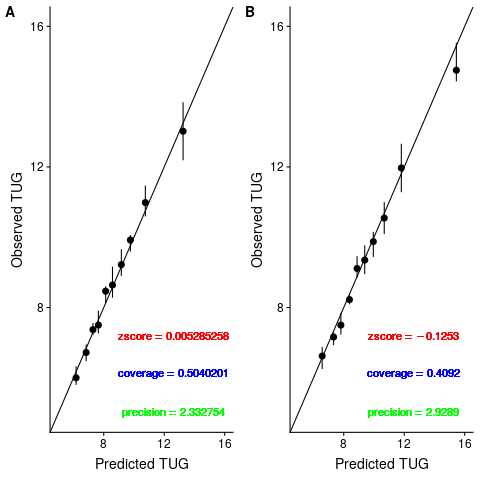 A
B
16
12
8
Observed TUG
zscore = 0.005285258
coverage = 0.5040201
precision = 2.332754
8 12 16
Predicted TUG
16
12
8
Observed TUG
zscore = −0.1253
coverage = 0.4092
precision = 2.9289
8 12 16
Predicted TUG